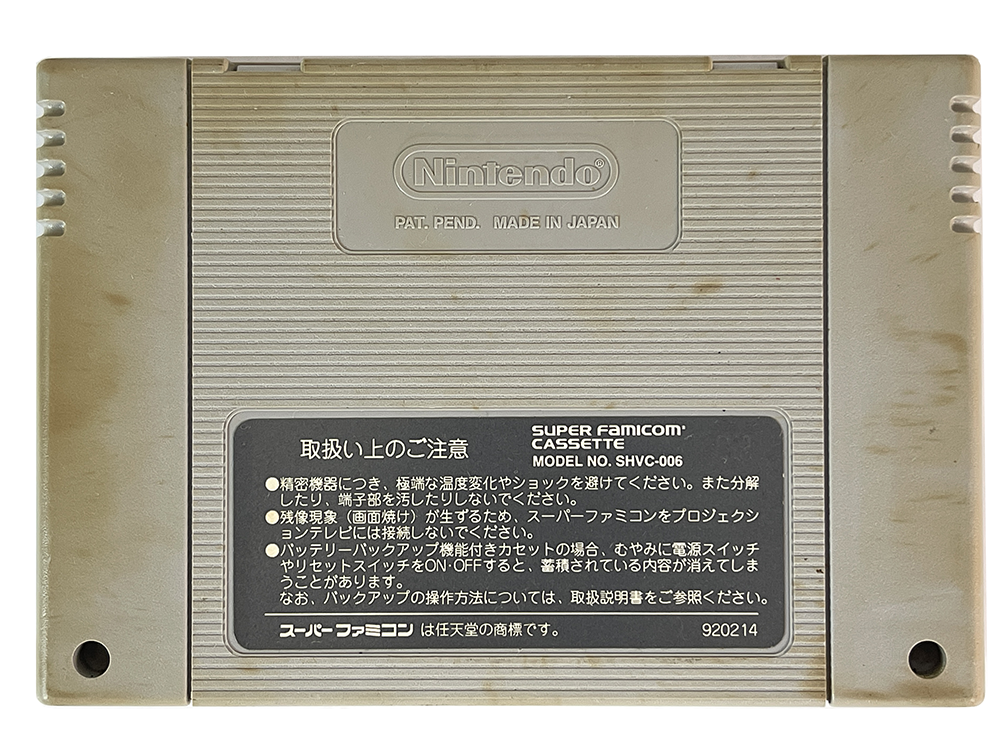 Nintendo®
PAT. PEND. MADE IN JAPAN
取扱い上のご注意
SUPER FAMICOM®
CASSETTE
MODEL NO. SHVC-006
●精密機器につき、極端な温度変化やショックを避けてください。また分解
したり、端子部を汚したりしないでください。
●残像現象（画面焼け）が生ずるため、スーパーファミコンをプロジェクシ
ョンテレビには接続しないでください。
●バッテリーバックアップ機能付きカセットの場合、むやみに電源スイッチ
やリセットスイッチをON・OFFすると、蓄積されている内容が消えてしま
うことがあります。
なお、バックアップの操作方法については、取扱説明書をご参照ください。
スーパーファミコン は任天堂の商標です。
920214